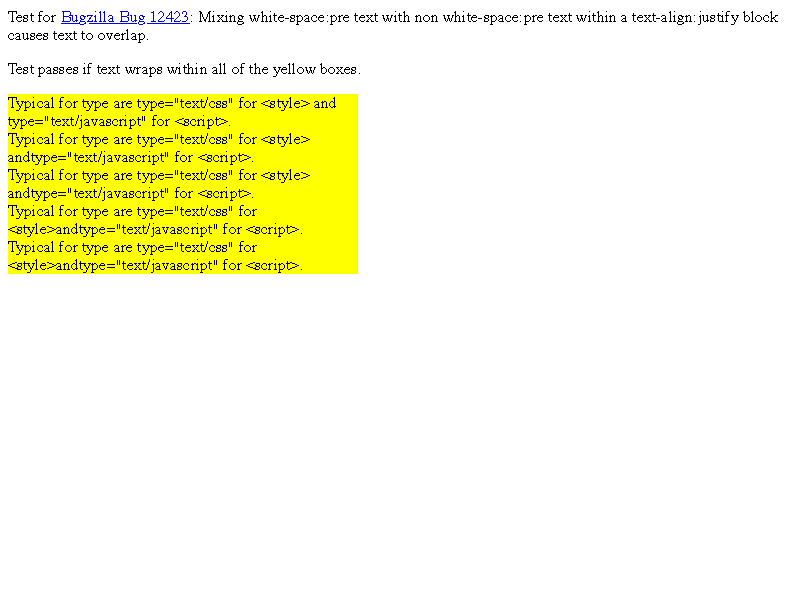 Test for Bugzilla Bug 12423: Mixing white-space:pre text with non white-space:pre text within a text-align:justify block
causes text to overlap.
Test passes if text wraps within all of the yellow boxes.
Typical for type are type="text/css" for <style> and
type="text/javascript" for <script>.
Typical for type are type="text/css" for <style>
andtype="text/javascript" for <script>.
Typical for type are type="text/css" for <style>
andtype="text/javascript" for <script>.
Typical for type are type="text/css" for
<style>andtype="text/javascript" for <script>.
Typical for type are type="text/css" for
<style>andtype="text/javascript" for <script>.